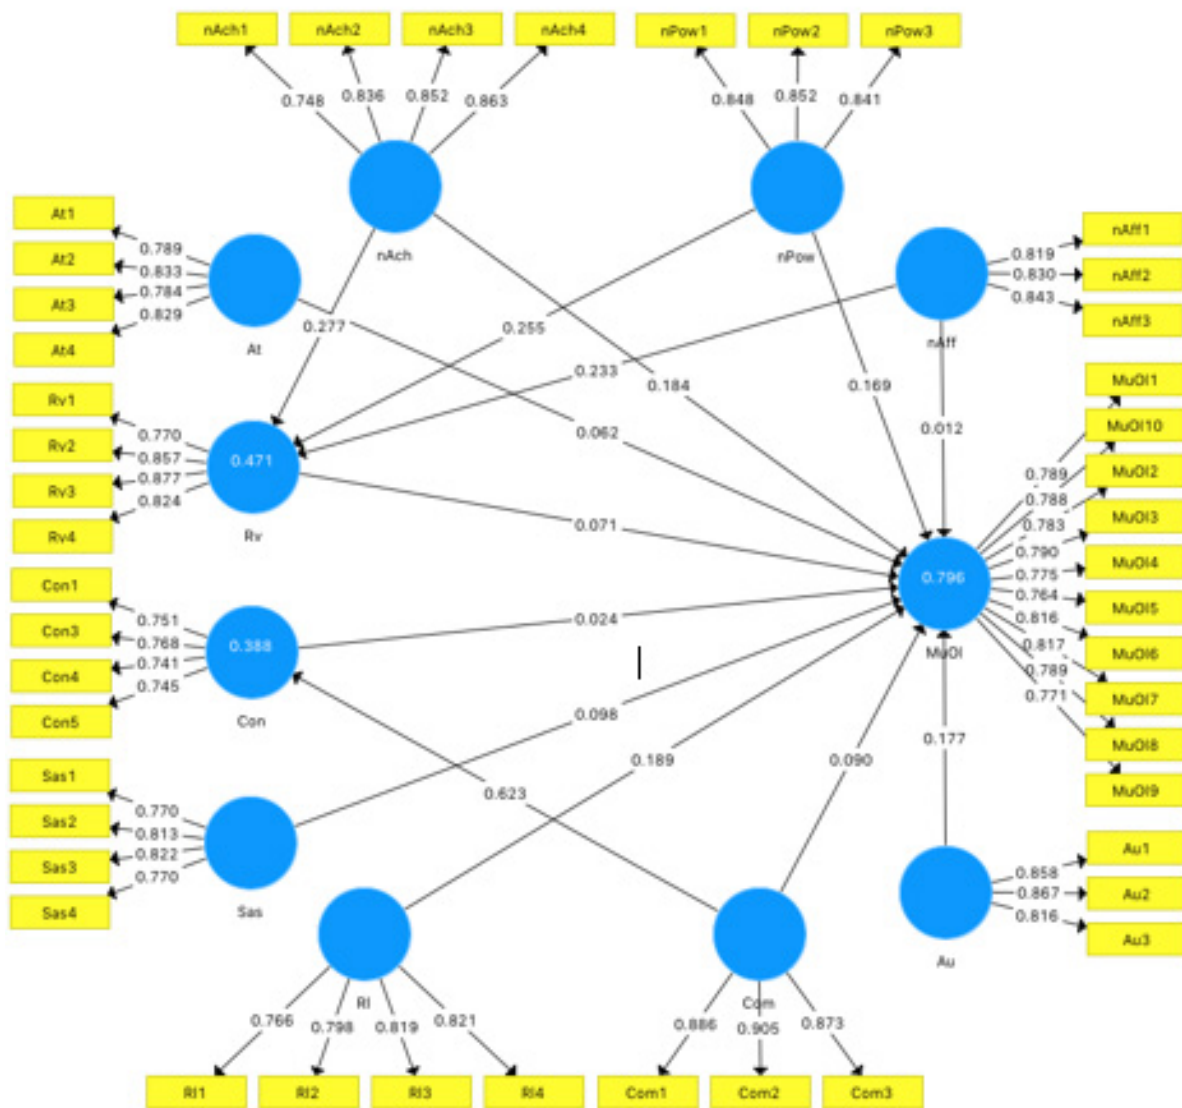 nAch1 nAch2 nAch3 nAch4 nPow1 nPow2 nPow3
0.748 0.836 0.852 0.863 0.848 0.852 0.841
nAch
nPow
At1
At2
At3
At4
0.789
0.833
0.784
0.829
At
nAff1
nAff2
nAff3
0.819
0.830
0.843
nAff
0.277
0.255
0.233
0.184
0.169
0.012
0.062
Rv1
Rv2
Rv3
Rv4
0.770
0.857
0.877
0.824
0.471
Rv
0.071
MuOI1
MuOI10
MuOI2
MuOI3
MuOI4
MuOI5
MuOI6
MuOI7
MuOI8
MuOI9
0.789
0.788
0.783
0.790
0.775
0.764
0.816
0.817
0.789
0.771
0.796
MuOI
Con1
Con3
Con4
Con5
0.751
0.768
0.741
0.745
0.388
Con
0.024
0.098
0.189
0.623
0.090
0.177
Sas1
Sas2
Sas3
Sas4
0.770
0.813
0.822
0.770
Sas
Au1
Au2
Au3
0.858
0.867
0.816
Au
RI
Com
0.766 0.798 0.819 0.821 0.886 0.905 0.873
RI1 RI2 RI3 RI4 Com1 Com2 Com3